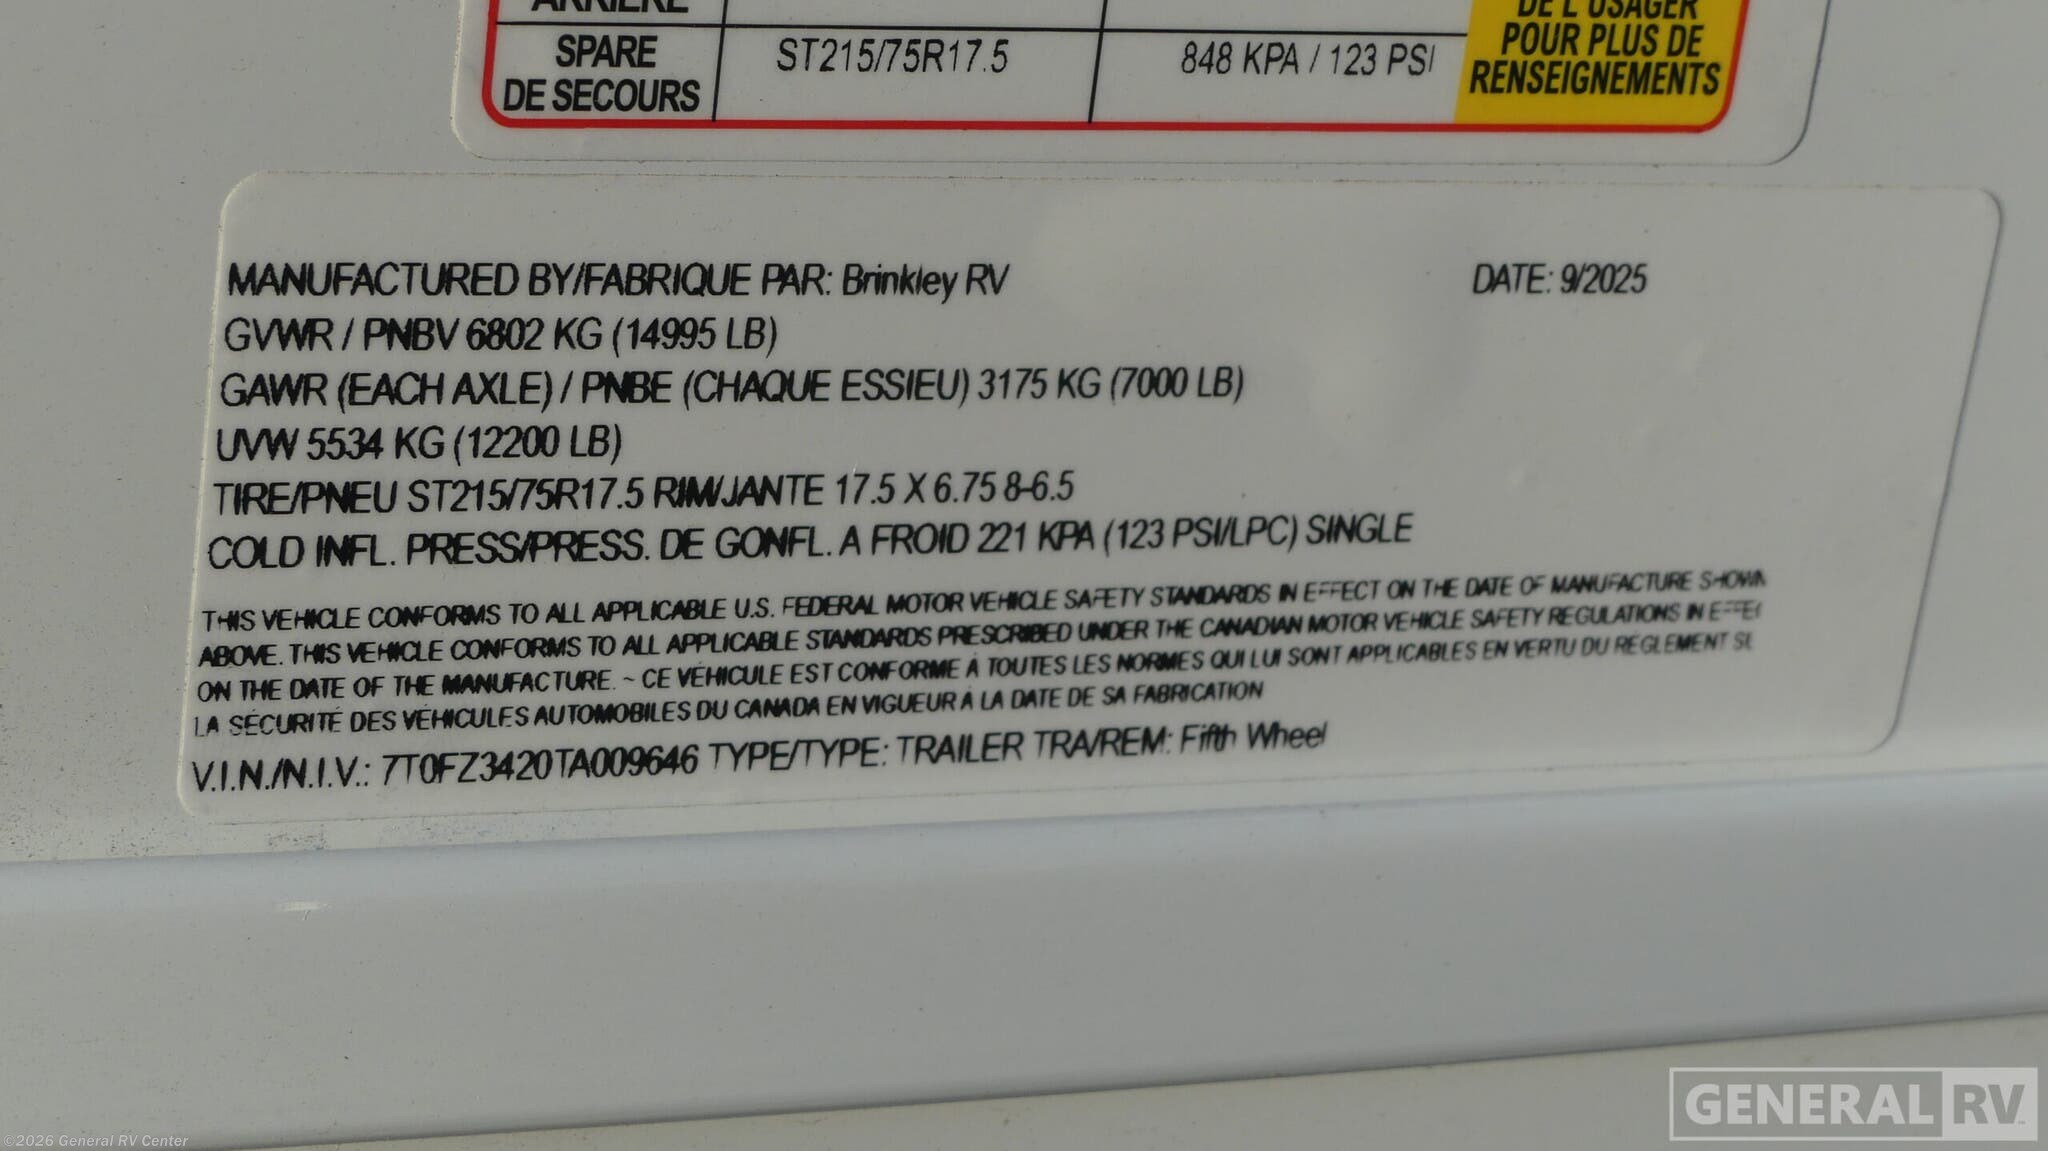 ARRIÈRE
SPARE
DE SECOURS
ST215/75R17.5
848 KPA / 123 PSI
DE L'USAGER
POUR PLUS DE
RENSEIGNEMENTS
MANUFACTURED BY/FABRIQUE PAR: Brinkley RV DATE: 9/2025
GVWR / PNBV 6802 KG (14995 LB)
GAWR (EACH AXLE) / PNBE (CHAQUE ESSIEU) 3175 KG (7000 LB)
UVW 5534 KG (12200 LB)
TIRE/PNEU ST215/75R17.5 RIM/JANTE 17.5 X 6.75 8-6.5
COLD INFL. PRESS/PRESS. DE GONFL. A FROID 221 KPA (123 PSI/LPC) SINGLE
THIS VEHICLE CONFORMS TO ALL APPLICABLE U.S. FEDERAL MOTOR VEHICLE SAFETY STANDARDS IN EFFECT ON THE DATE OF MANUFACTURE SHOWN
ABOVE. THIS VEHICLE CONFORMS TO ALL APPLICABLE STANDARDS PRESCRIBED UNDER THE CANADIAN MOTOR VEHICLE SAFETY REGULATIONS IN EFFEC
ON THE DATE OF THE MANUFACTURE. ~ CE VÉHICULE EST CONFORME À TOUTES LES NORMES QUI LUI SONT APPLICABLES EN VERTU DU RÈGLEMENT SU
LA SÉCURITÉ DES VÉHICULES AUTOMOBILES DU CANADA EN VIGUEUR À LA DATE DE SA FABRICATION
V.I.N./N.I.V.: 7T0FZ3420TA009646 TYPE/TYPE: TRAILER TRA/REM: Fifth Wheel
GENERAL RV
©2026 General RV Center